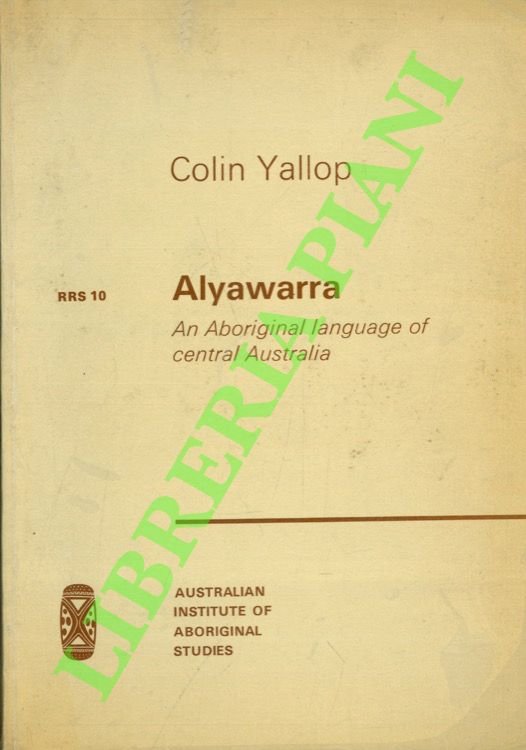 Colin Yallop
RRS 10
Alyawarra
An Aboriginal language of
central Australia
AUSTRALIAN
INSTITUTE OF
ABORIGINAL
STUDIES
LIBRERIA PIANI